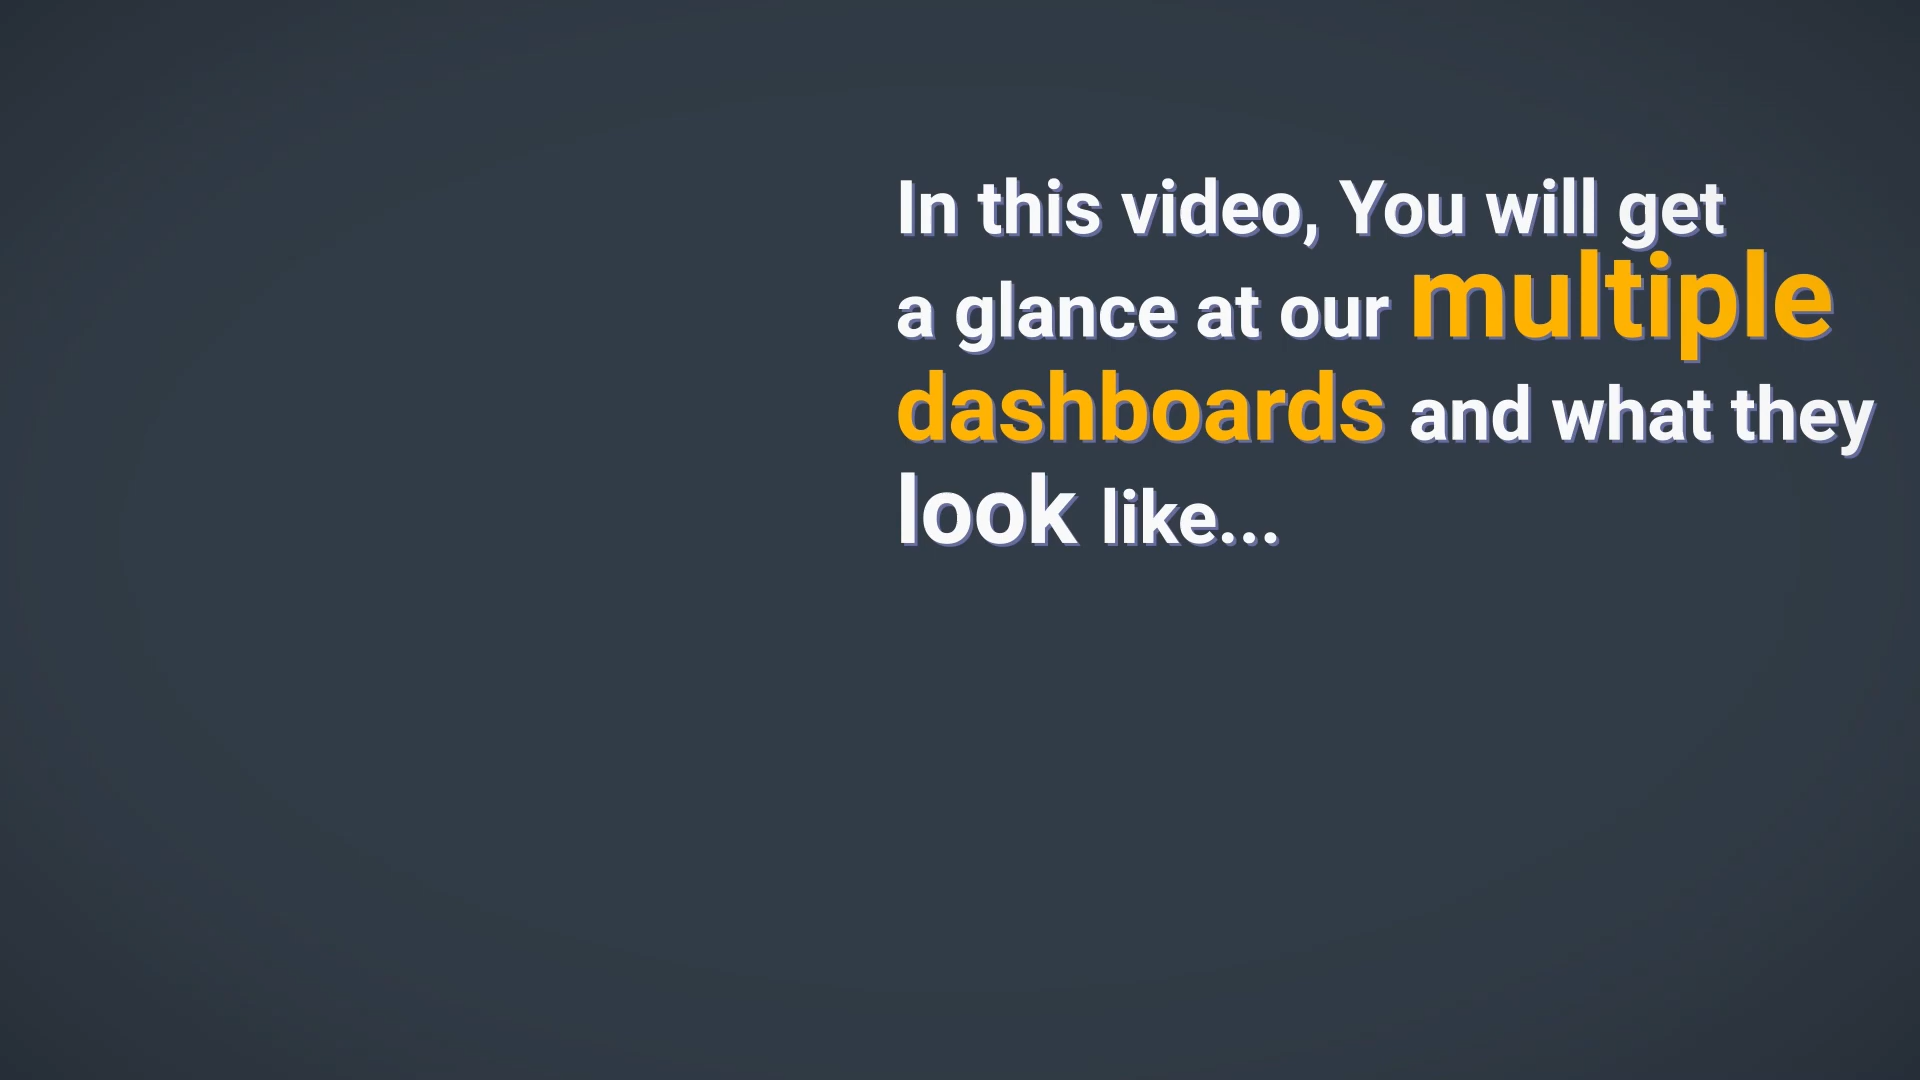 In this video, You will get
a glance at our multiple
dashboards and what they
look like...